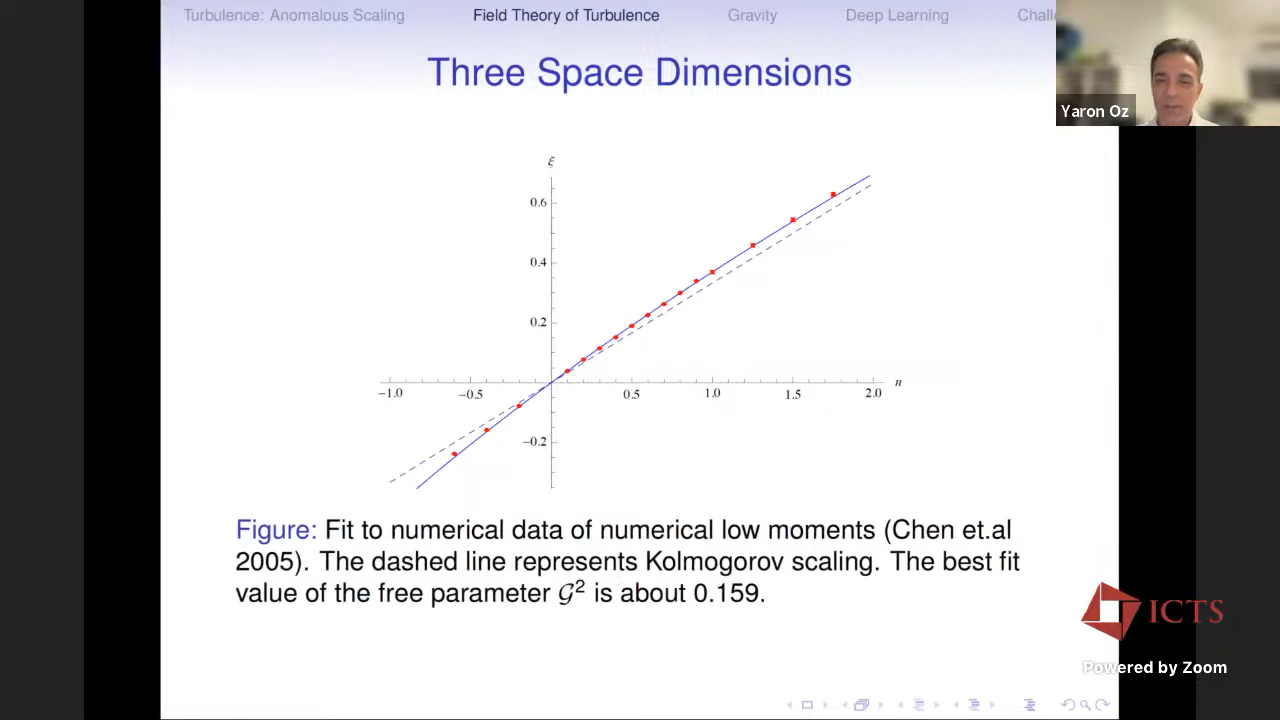 Turbulence: Anomalous Scaling Field Theory of Turbulence Gravity Deep Learning Chall
Three Space Dimensions
Yaron Oz
ξ
0.6
0.4
0.2
−1.0 −0.5 0.5 1.0 1.5 2.0 n
−0.2
Figure: Fit to numerical data of numerical low moments (Chen et.al
2005). The dashed line represents Kolmogorov scaling. The best fit
value of the free parameter 𝒢² is about 0.159.
ICTS
Powered by Zoom